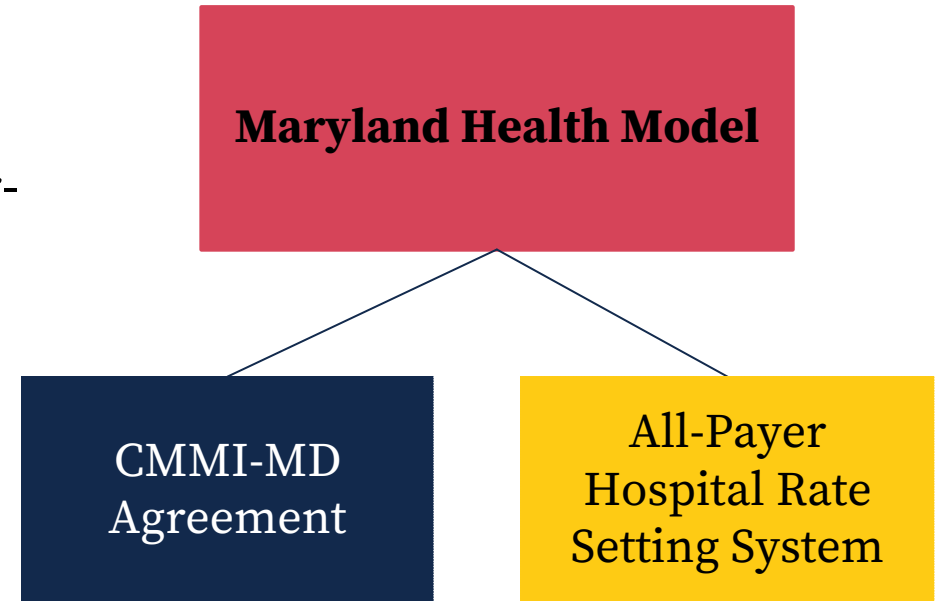 Maryland Health Model
CMMI-MD
Agreement
All-Payer
Hospital Rate
Setting System